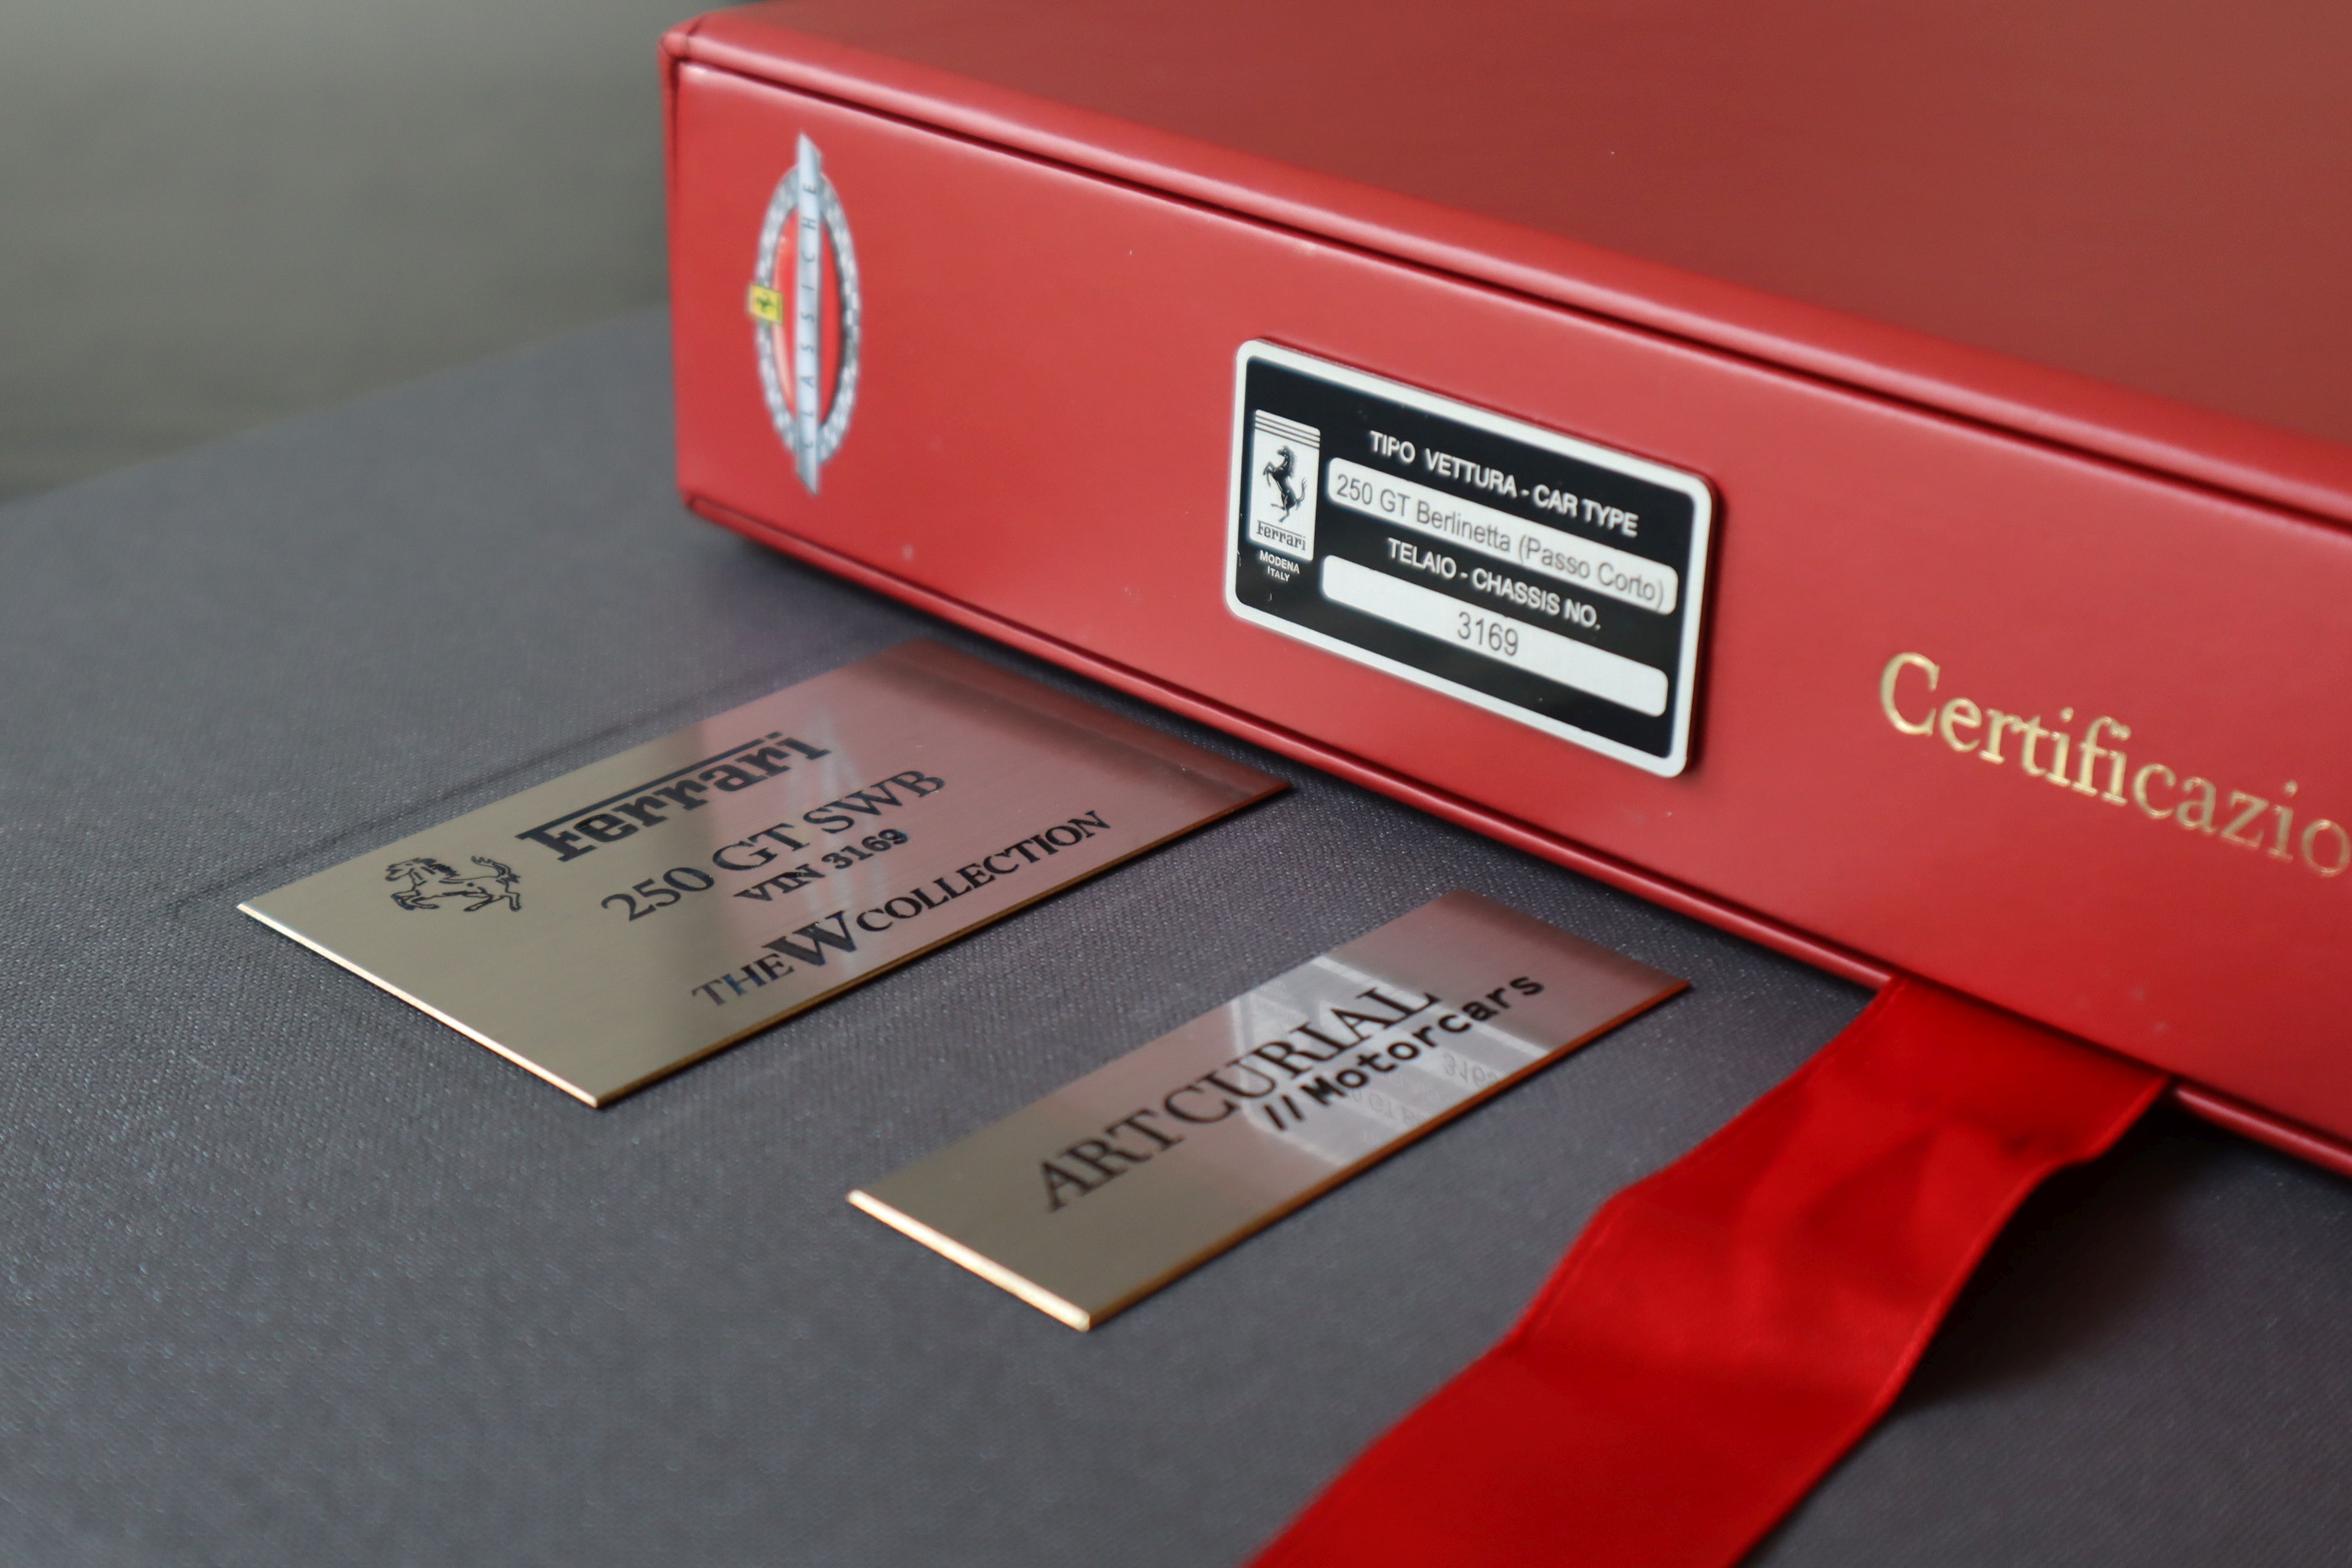 CLASSICHE
TIPO VETTURA - CAR TYPE
250 GT Berlinetta (Passo Corto)
TELAIO - CHASSIS NO.
3169
Ferrari
MODENA
ITALY
Certificazio
Ferrari
250 GT SWB
VIN 3169
THE W COLLECTION
ARTCURIAL
//Motorcars